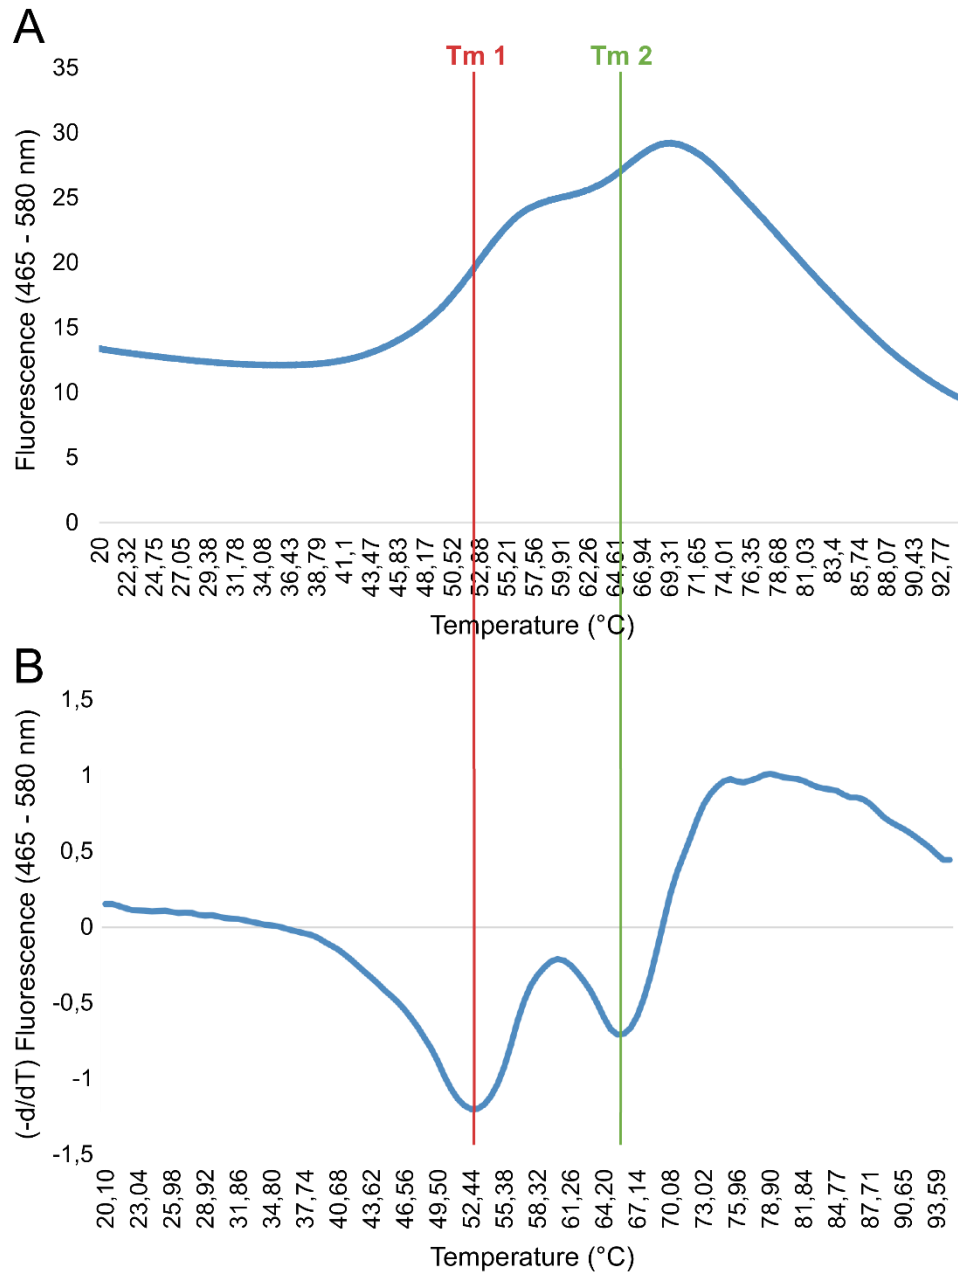 A
Tm 1 Tm 2
Fluorescence (465 - 580 nm)
35
30
25
20
15
10
5
0
20 22,32 24,75 27,05 29,38 31,78 34,08 36,43 38,79 41,1 43,47 45,83 48,17 50,52 52,88 55,21 57,56 59,91 62,26 64,61 66,94 69,31 71,65 74,01 76,35 78,68 81,03 83,4 85,74 88,07 90,43 92,77
Temperature (°C)
B
(-d/dT) Fluorescence (465 - 580 nm)
1,5
1
0,5
0
-0,5
-1
-1,5
20,10 23,04 25,98 28,92 31,86 34,80 37,74 40,68 43,62 46,56 49,50 52,44 55,38 58,32 61,26 64,20 67,14 70,08 73,02 75,96 78,90 81,84 84,77 87,71 90,65 93,59
Temperature (°C)